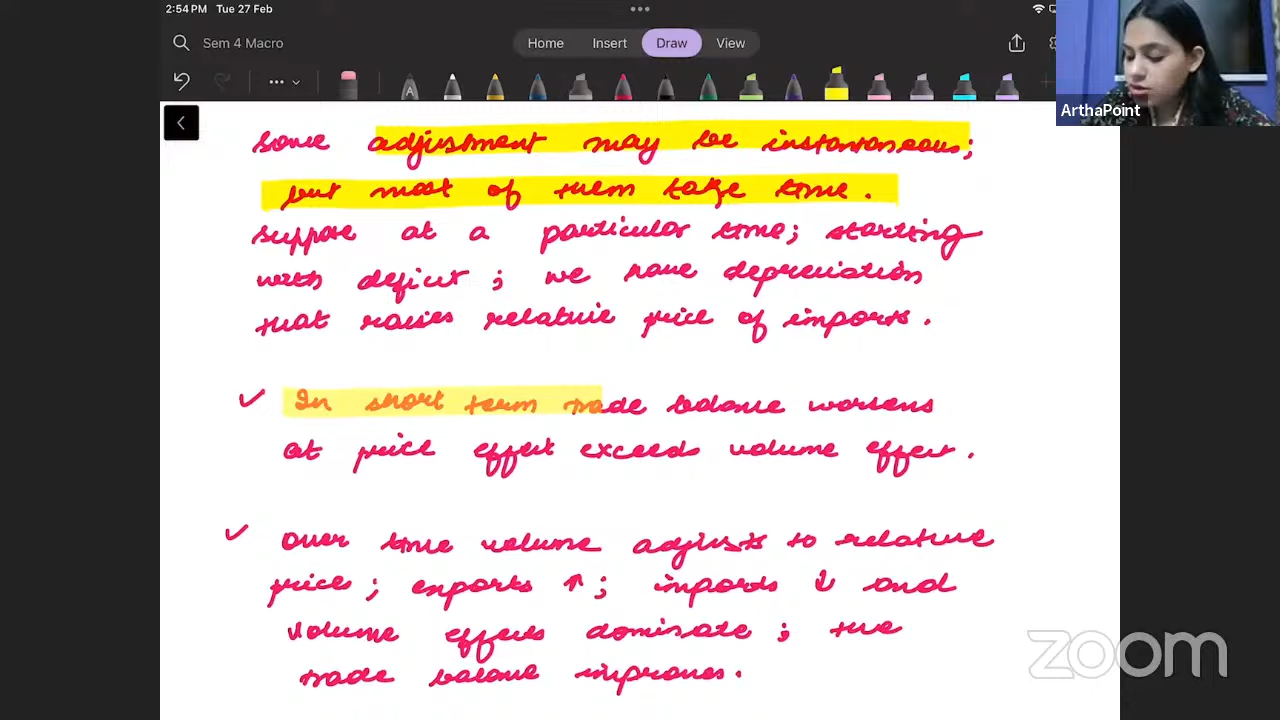 2:54 PM Tue 27 Feb
Sem 4 Macro
Home Insert Draw View
A
ArthaPoint
some adjustment may be instantaneous;
but most of them take time.
suppose at a particular time; starting
with deficit; we have depreciation
that raises relative price of imports.
✓ In short term trade balance worsens
at price effect exceeds volume effect.
✓ over time volume adjusts to relative
price; exports ↑; imports ↓ and
volume effects dominate; the
trade balance improves.
zoom